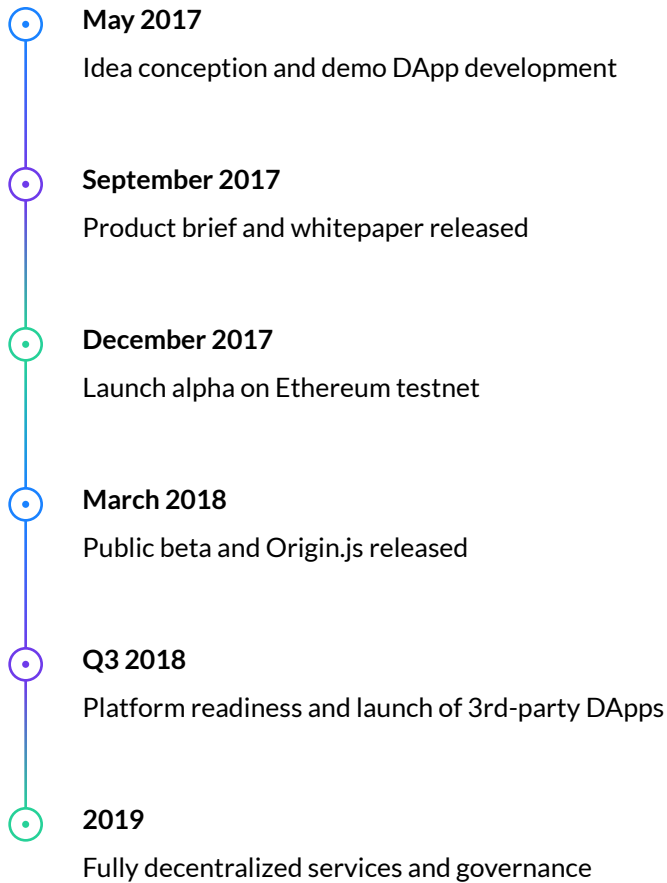 May 2017
Idea conception and demo DApp development
September 2017
Product brief and whitepaper released
December 2017
Launch alpha on Ethereum testnet
March 2018
Public beta and Origin.js released
Q3 2018
Platform readiness and launch of 3rd-party DApps
2019
Fully decentralized services and governance